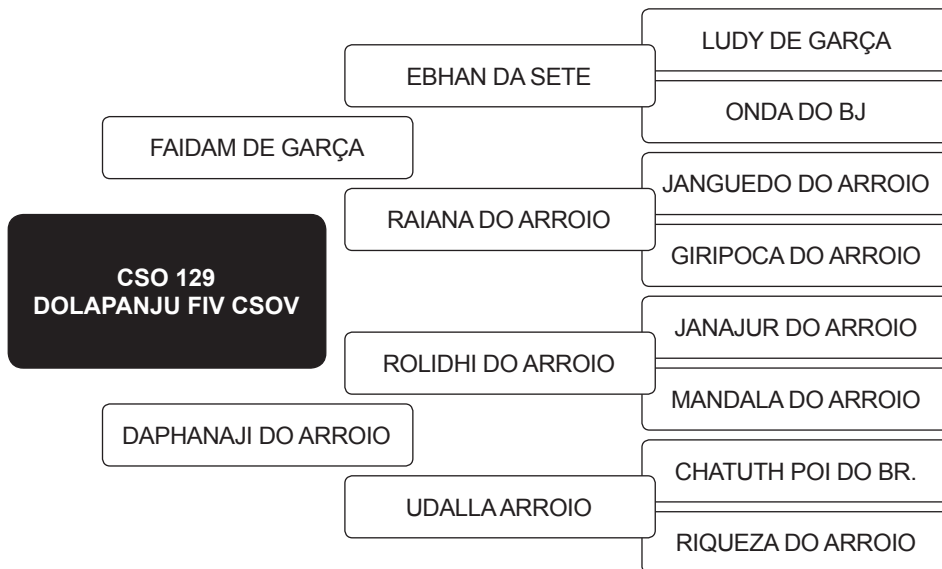 LUDY DE GARÇA
EBHAN DA SETE
ONDA DO BJ
FAIDAM DE GARÇA
JANGUEDO DO ARROIO
RAIANA DO ARROIO
GIRIPOCA DO ARROIO
CSO 129
DOLAPANJU FIV CSOV
JANAJUR DO ARROIO
ROLIDHI DO ARROIO
MANDALA DO ARROIO
DAPHANAJI DO ARROIO
CHATUTH POI DO BR.
UDALLA ARROIO
RIQUEZA DO ARROIO